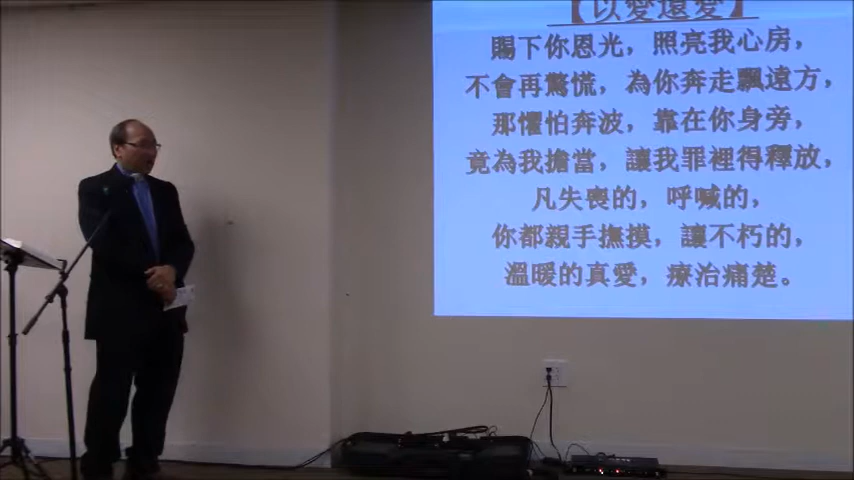 【以愛還愛】
賜下你恩光，照亮我心房
不會再驚慌，為你奔走飄遠方，
那懼怕奔波，靠在你身旁
竟為我擔當，讓我罪裡得釋放，
凡失喪的，呼喊的，
你都親手撫摸，讓不朽的
溫暖的真愛，療治痛楚。